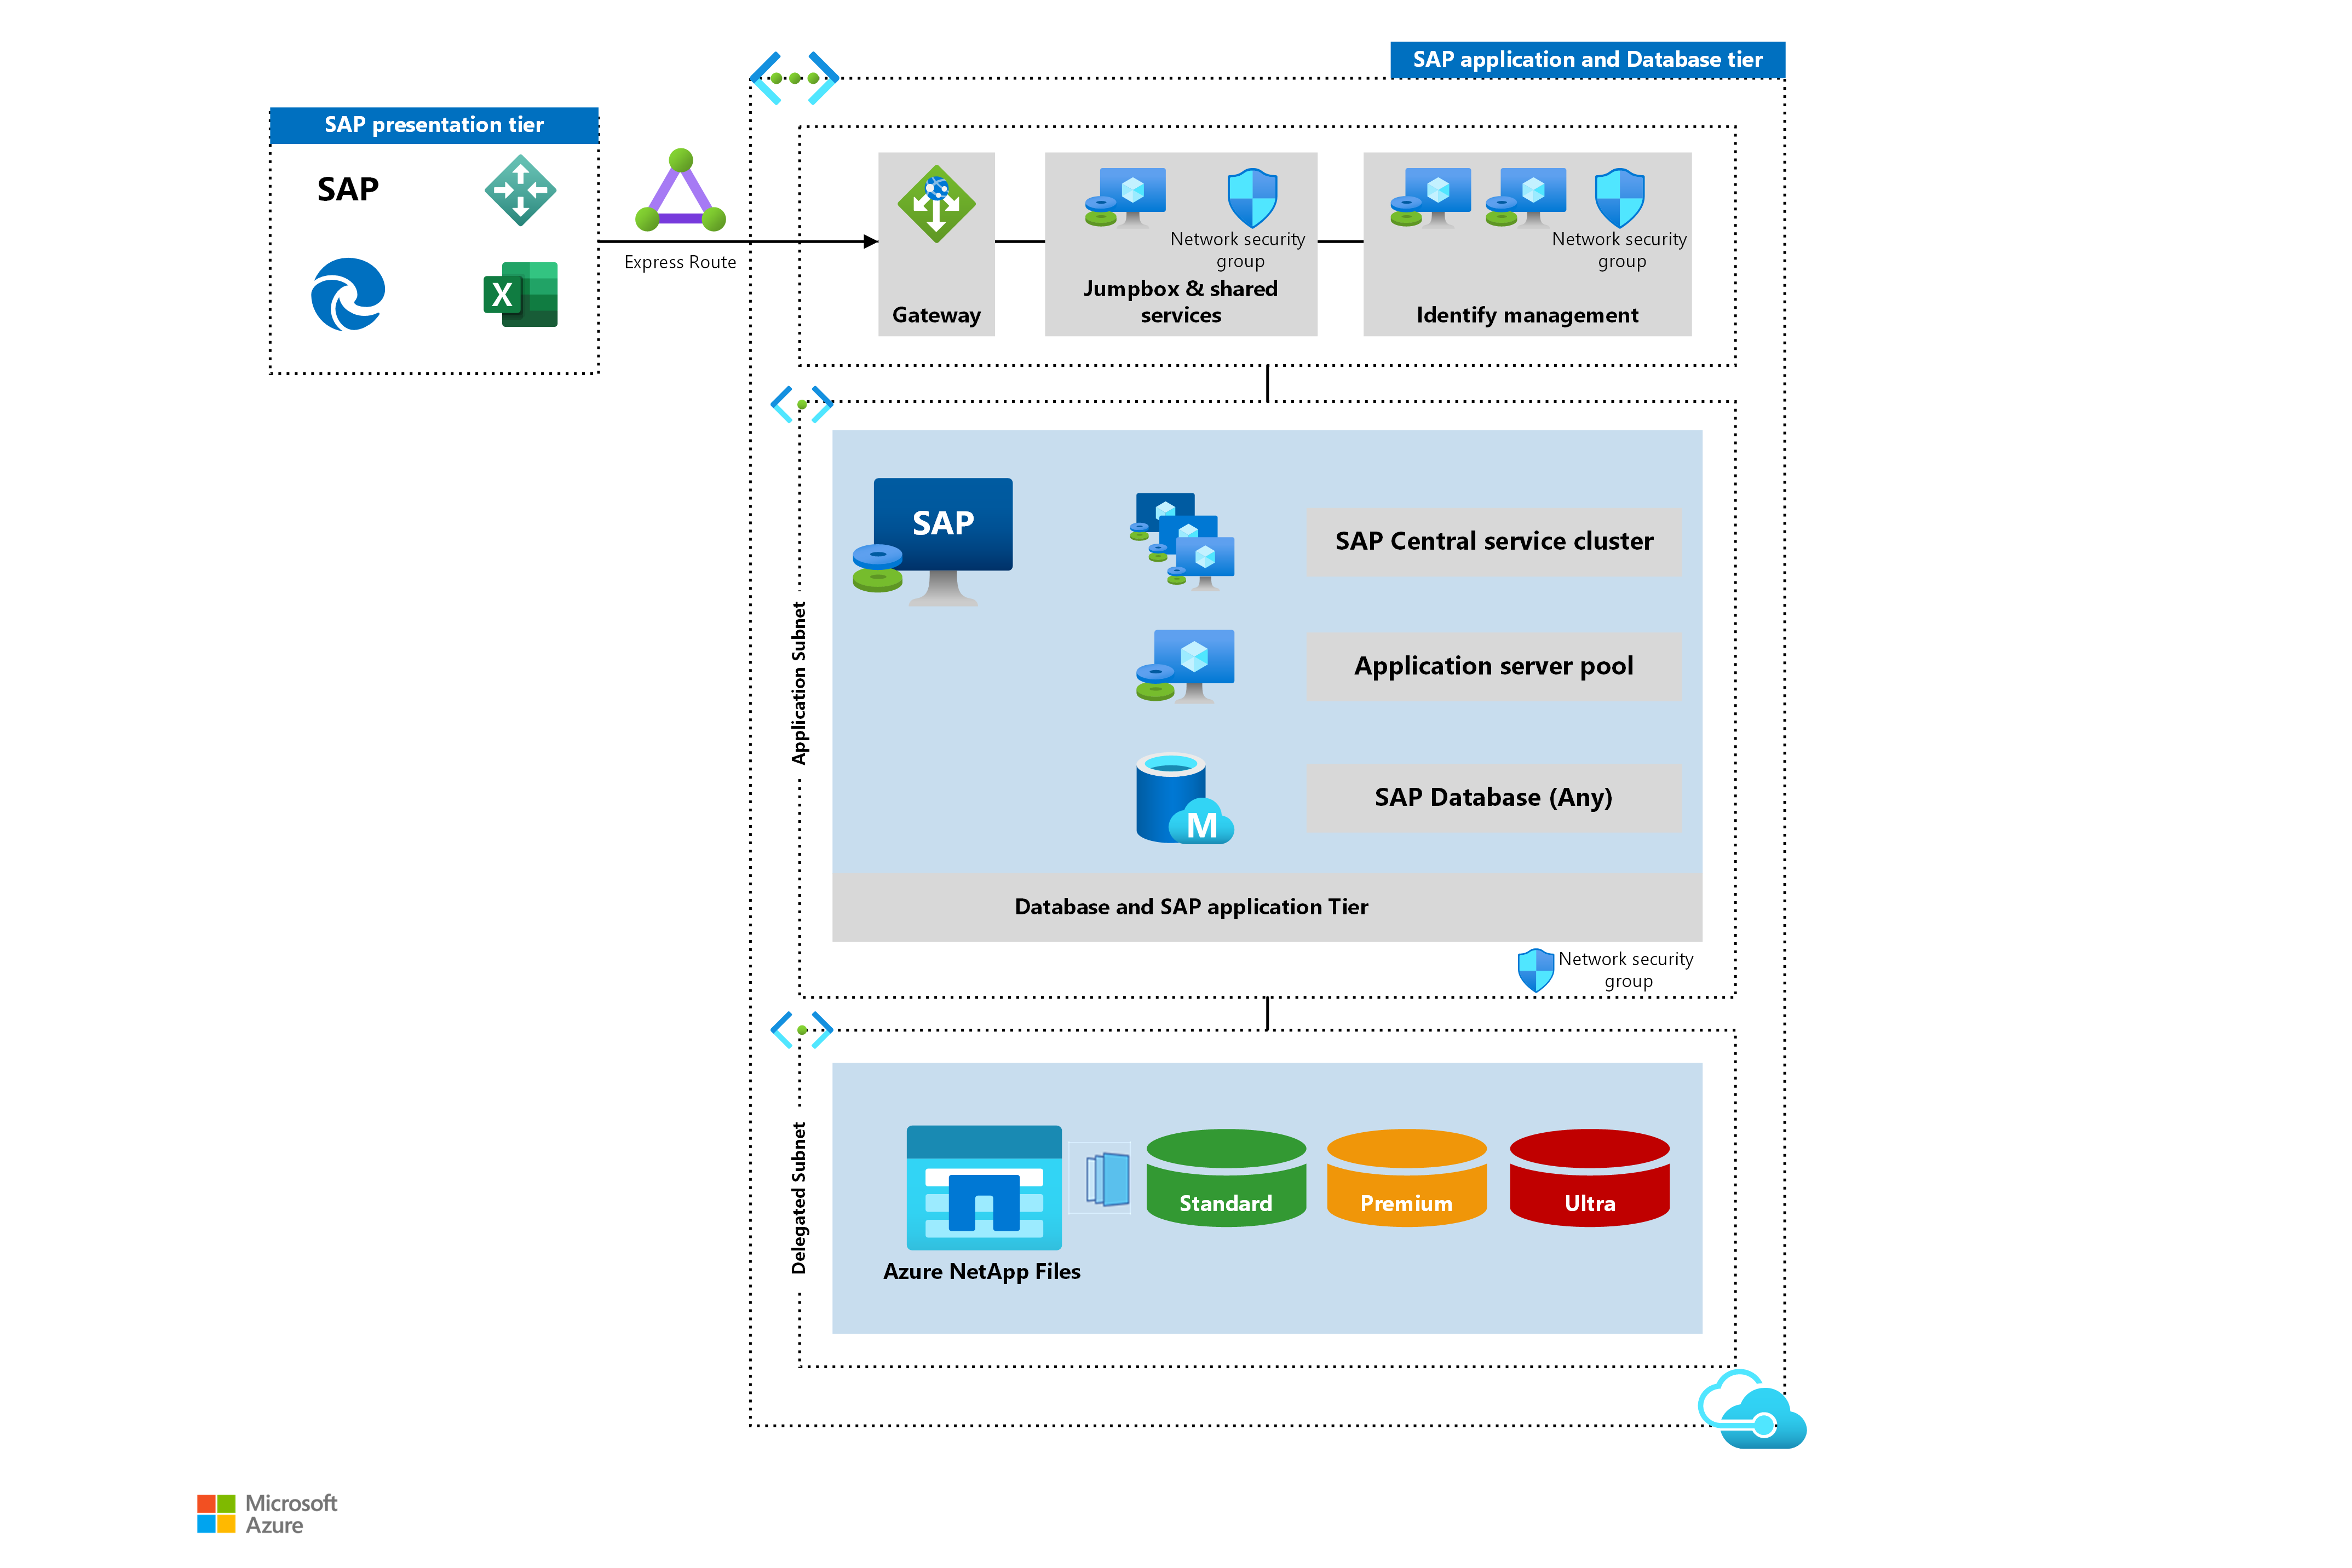 SAP application and Database tier
SAP presentation tier
SAP
X
Express Route
Gateway
Network security
group
Jumpbox & shared
services
Network security
group
Identify management
Application Subnet
SAP
SAP Central service cluster
Application server pool
M
SAP Database (Any)
Database and SAP application Tier
Network security
group
Delegated Subnet
Azure NetApp Files
Standard
Premium
Ultra
Microsoft
Azure